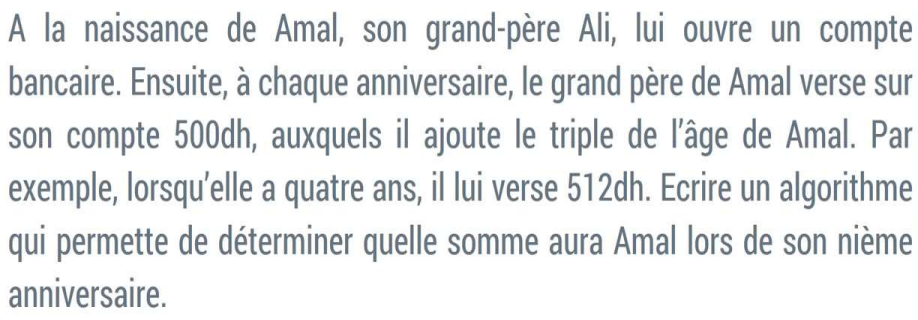 A la naissance de Amal, son grand-père Ali, lui ouvre un compte
bancaire. Ensuite, à chaque anniversaire, le grand père de Amal verse sur
son compte 500dh, auxquels il ajoute le triple de l’âge de Amal. Par
exemple, lorsqu’elle a quatre ans, il lui verse 512dh. Ecrire un algorithme
qui permette de déterminer quelle somme aura Amal lors de son nième
anniversaire.